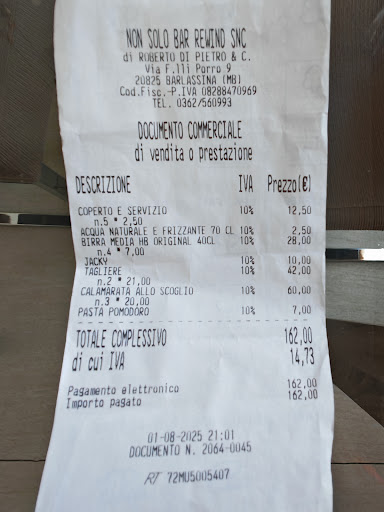 NON SOLO BAR REWIND SNC
di ROBERTO DI PIETRO & C.
Via F.lli Porro 9
20825 BARLASSINA (MB)
Cod.Fisc.-P.IVA 08288470969
TEL. 0362/560993
DOCUMENTO COMMERCIALE
di vendita o prestazione
DESCRIZIONE IVA Prezzo(€)
COPERTO E SERVIZIO 10% 12,50
n.5 * 2,50
ACQUA NATURALE E FRIZZANTE 70 CL 10% 2,50
BIRRA MEDIA HB ORIGINAL 40CL 10% 28,00
n.4 * 7,00
JACKY 10% 10,00
TAGLIERE 10% 42,00
n.2 * 21,00
CALAMARATA ALLO SCOGLIO 10% 60,00
n.3 * 20,00
PASTA POMODORO 10% 7,00
TOTALE COMPLESSIVO 162,00
di cui IVA 14,73
Pagamento elettronico 162,00
Importo pagato 162,00
01-08-2025 21:01
DOCUMENTO N. 2064-0045
RT 72MU5005407